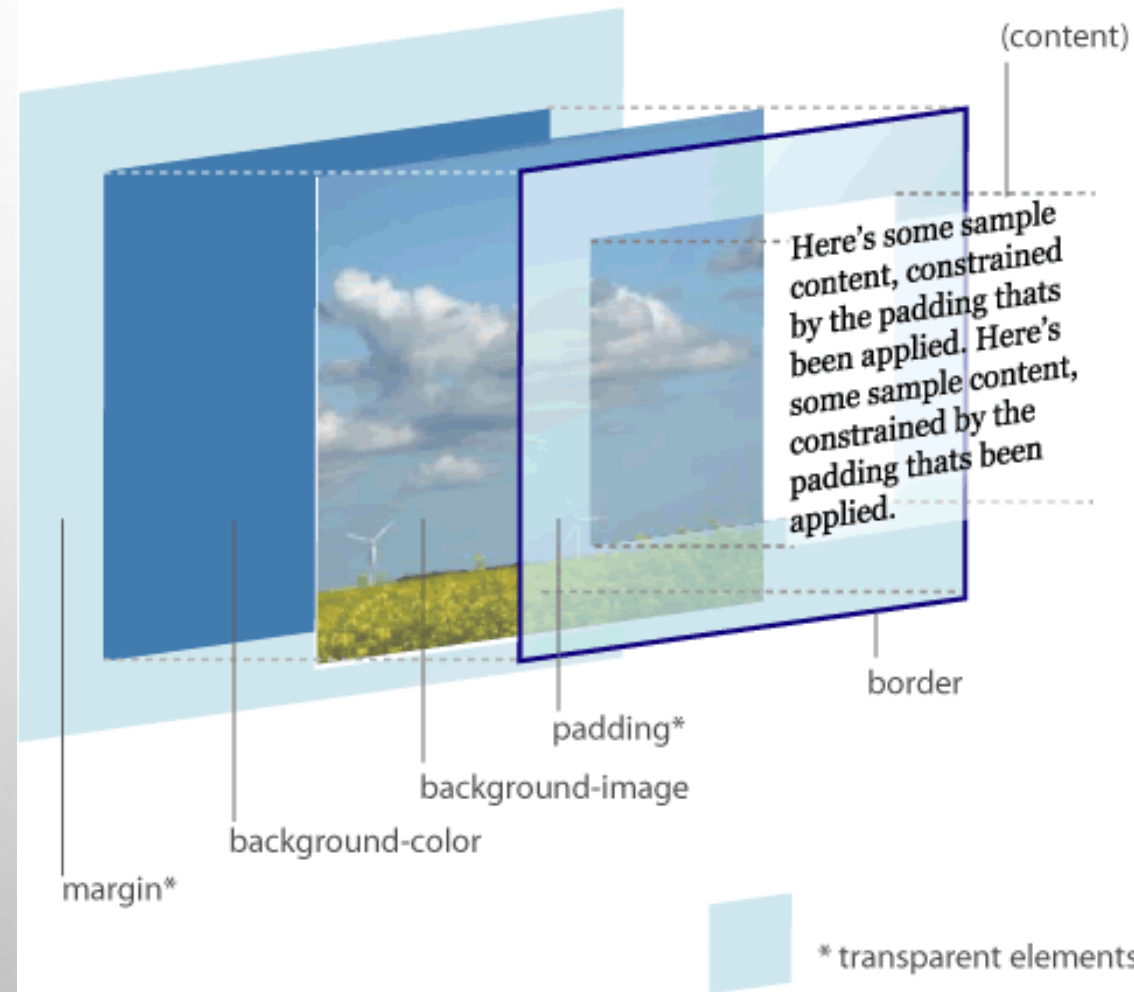 (content)
Here's some sample
content, constrained
by the padding thats
been applied. Here's
some sample content,
constrained by the
padding thats been
applied.
border
padding*
background-image
background-color
margin*
* transparent elements